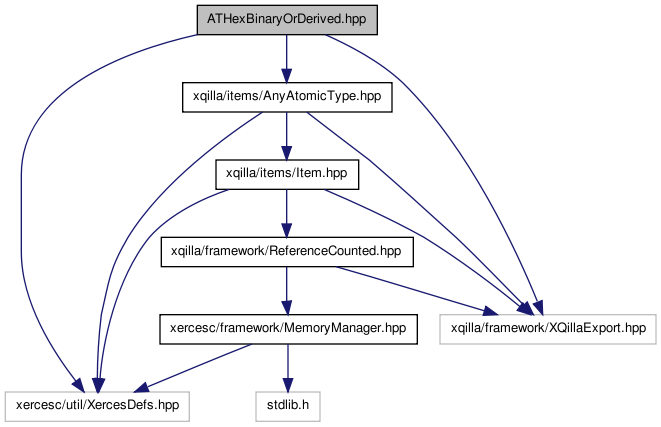 ATHexBinaryOrDerived.hpp
xqilla/items/AnyAtomicType.hpp
xqilla/items/Item.hpp
xqilla/framework/ReferenceCounted.hpp
xercesc/framework/MemoryManager.hpp
xqilla/framework/XQillaExport.hpp
xercesc/util/XercesDefs.hpp
stdlib.h